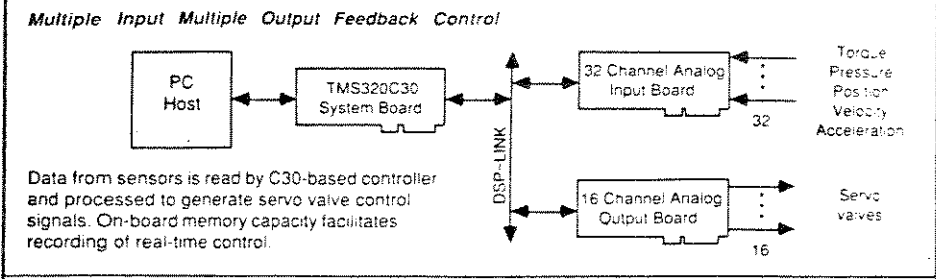 Multiple Input Multiple Output Feedback Control
PC
Host
TMS320C30
System Board
DSP-LINK
32 Channel Analog
Input Board
32
Torque
Pressure
Position
Velocity
Acceleration
16 Channel Analog
Output Board
16
Servo
valves
Data from sensors is read by C30-based controller
and processed to generate servo valve control
signals. On-board memory capacity facilitates
recording of real-time control.